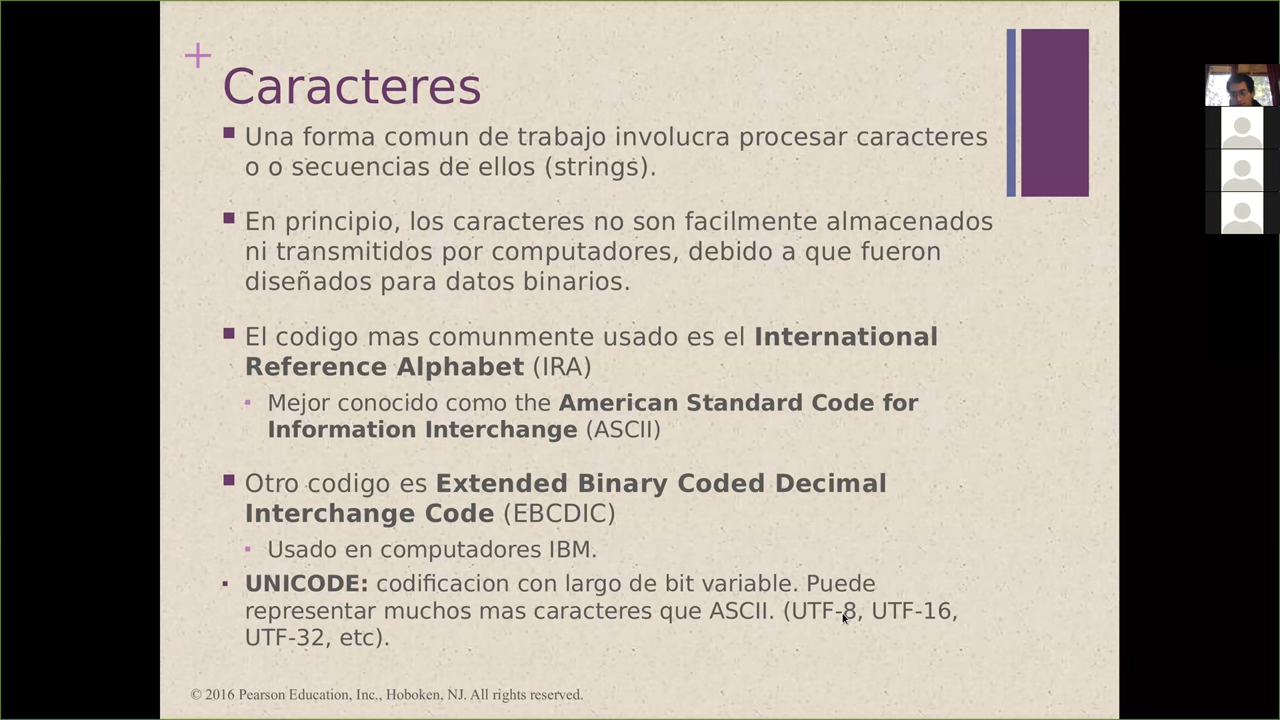 +
Caracteres
Una forma comun de trabajo involucra procesar caracteres
o o secuencias de ellos (strings).
En principio, los caracteres no son facilmente almacenados
ni transmitidos por computadores, debido a que fueron
diseñados para datos binarios.
El codigo mas comunmente usado es el International
Reference Alphabet (IRA)
Mejor conocido como the American Standard Code for
Information Interchange (ASCII)
Otro codigo es Extended Binary Coded Decimal
Interchange Code (EBCDIC)
Usado en computadores IBM.
UNICODE: codificacion con largo de bit variable. Puede
representar muchos mas caracteres que ASCII. (UTF-8, UTF-16,
UTF-32, etc).
© 2016 Pearson Education, Inc., Hoboken, NJ. All rights reserved.